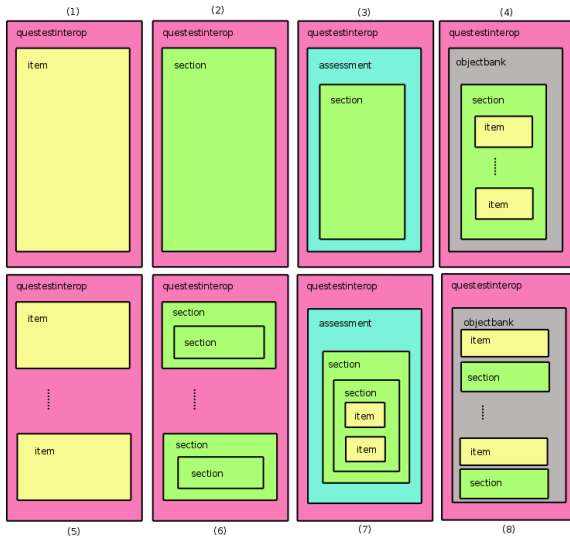 (1)
questestinterop
item
(2)
questestinterop
section
(3)
questestinterop
assessment
section
(4)
questestinterop
objectbank
section
item
item
questestinterop
item
item
(5)
questestinterop
section
section
section
section
(6)
questestinterop
assessment
section
section
item
item
(7)
questestinterop
objectbank
item
section
item
section
(8)